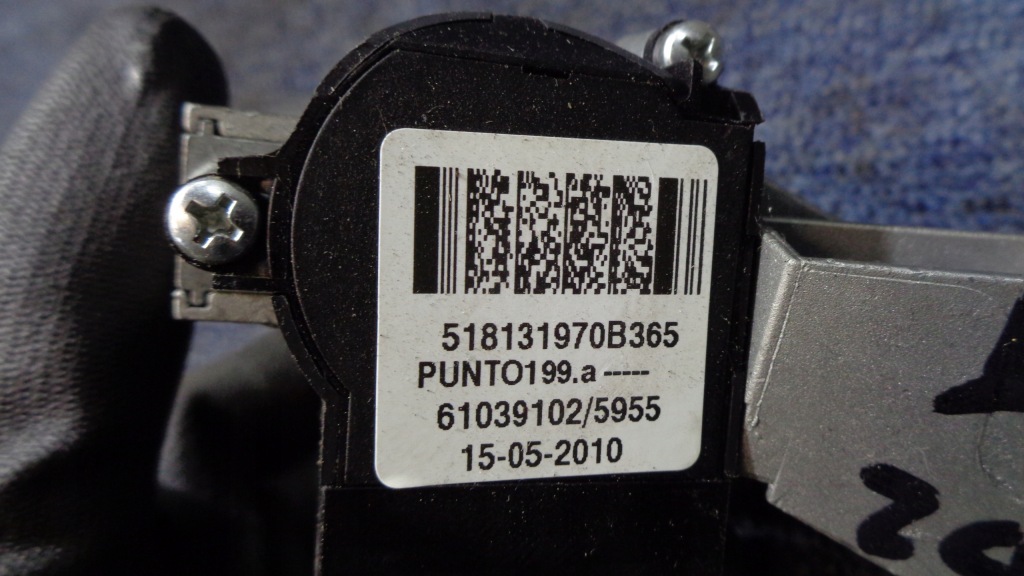 518131970B365
PUNTO199.a -----
61039102/5955
15-05-2010